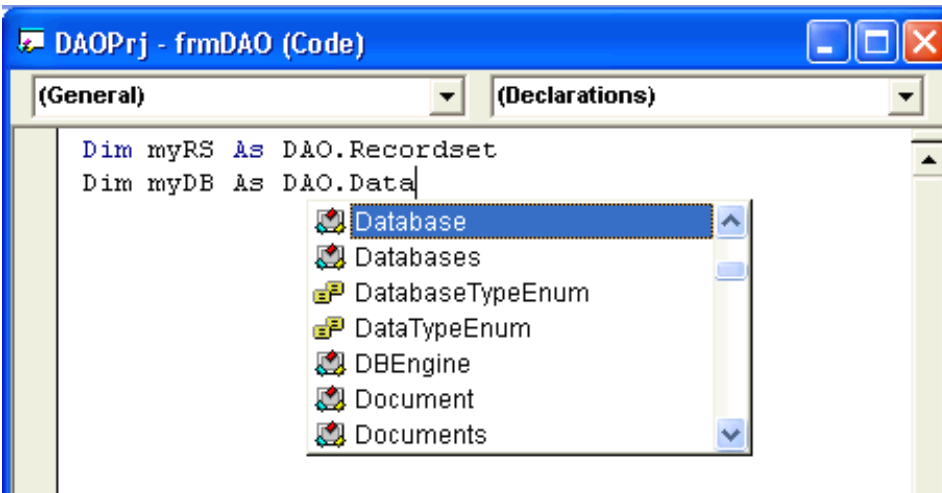 DAOPrj - frmDAO (Code)
(General) (Declarations)
Dim myRS As DAO.Recordset
Dim myDB As DAO.Data
Database
Databases
DatabaseTypeEnum
DataTypeEnum
DBEngine
Document
Documents